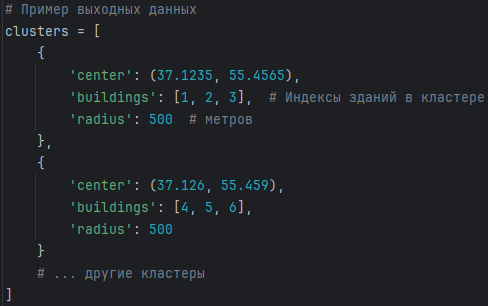 # Пример выходных данных
clusters = [
    {
        'center': (37.1235, 55.4565),
        'buildings': [1, 2, 3],  # Индексы зданий в кластере
        'radius': 500  # метров
    },
    {
        'center': (37.126, 55.459),
        'buildings': [4, 5, 6],
        'radius': 500
    }
    # ... другие кластеры
]